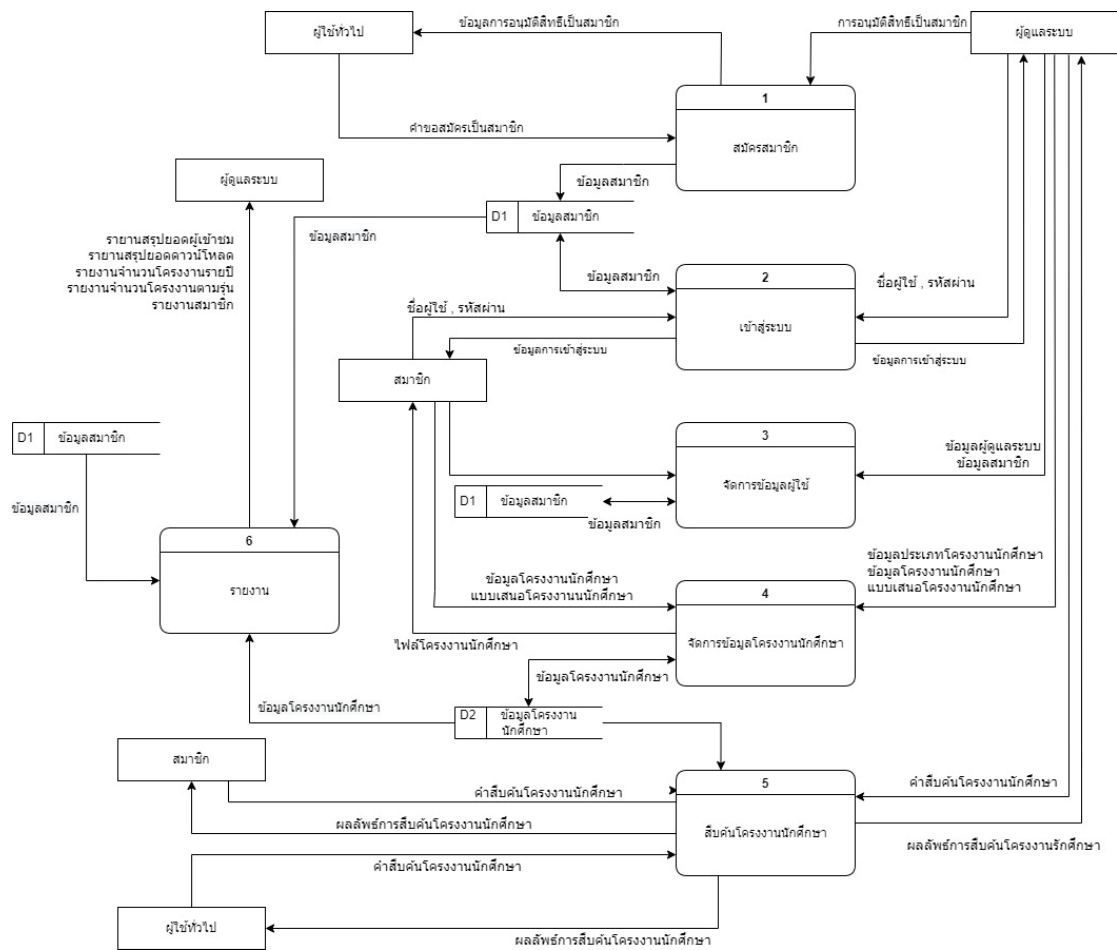 ผู้ใช้ทั่วไป
ข้อมูลการอนุมัติสิทธิเป็นสมาชิก
การอนุมัติสิทธิเป็นสมาชิก
ผู้ดูแลระบบ
1
สมัครสมาชิก
คำขอสมัครเป็นสมาชิก
ข้อมูลสมาชิก
ผู้ดูแลระบบ
D1 ข้อมูลสมาชิก
ข้อมูลสมาชิก
รายานสรุปยอดผู้เข้าชม
รายานสรุปยอดดาวน์โหลด
รายงานจำนวนโครงงานรายปี
รายงานจำนวนโครงงานตามรุ่น
รายงานสมาชิก
ข้อมูลสมาชิก
2
เข้าสู่ระบบ
ชื่อผู้ใช้ , รหัสผ่าน
ชื่อผู้ใช้ , รหัสผ่าน
ข้อมูลการเข้าสู่ระบบ
ข้อมูลการเข้าสู่ระบบ
สมาชิก
D1 ข้อมูลสมาชิก
ข้อมูลสมาชิก
3
จัดการข้อมูลผู้ใช้
ข้อมูลผู้ดูแลระบบ
ข้อมูลสมาชิก
D1 ข้อมูลสมาชิก
ข้อมูลสมาชิก
6
รายงาน
ข้อมูลโครงงานนักศึกษา
แบบเสนอโครงงานนนักศึกษา
ข้อมูลประเภทโครงงานนักศึกษา
ข้อมูลโครงงานนักศึกษา
แบบเสนอโครงงานนักศึกษา
4
จัดการข้อมูลโครงงานนักศึกษา
ไฟล์โครงงานนักศึกษา
ข้อมูลโครงงานนักศึกษา
ข้อมูลโครงงานนักศึกษา
D2 ข้อมูลโครงงาน
นักศึกษา
สมาชิก
5
สืบค้นโครงงานนักศึกษา
คำสืบค้นโครงงานนักศึกษา
คำสืบค้นโครงงานนักศึกษา
ผลลัพธ์การสืบค้นโครงงานนักศึกษา
ผลลัพธ์การสืบค้นโครงงานรักศึกษา
คำสืบค้นโครงงานนักศึกษา
ผู้ใช้ทั่วไป
ผลลัพธ์การสืบค้นโครงงานนักศึกษา